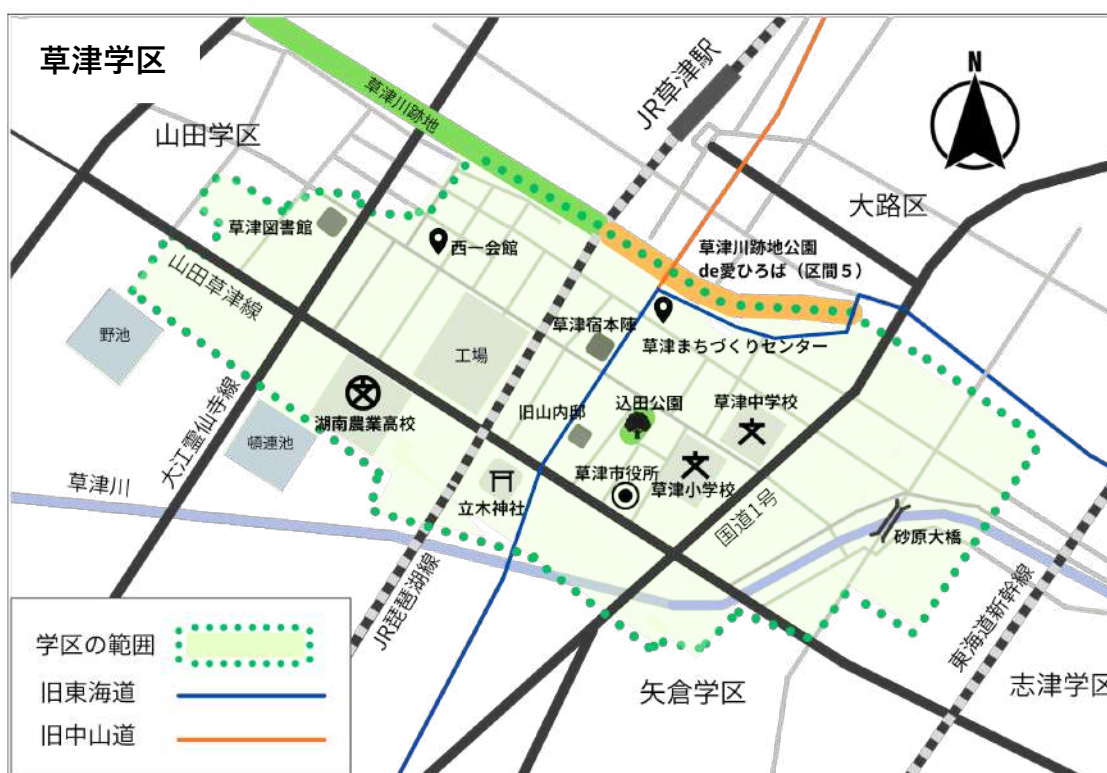 草津学区
N
JR草津駅
草津川跡地
山田学区
大路区
草津図書館
西一会館
草津川跡地公園
de愛ひろば（区間５）
山田草津線
野池
草津宿本陣
草津まちづくりセンター
工場
旧山内邸
込田公園
草津中学校
湖南農業高校
頓連池
大江霊仙寺線
草津市役所
草津小学校
立木神社
草津川
国道1号
砂原大橋
JR琵琶湖線
東海道新幹線
矢倉学区
志津学区
学区の範囲
旧東海道
旧中山道